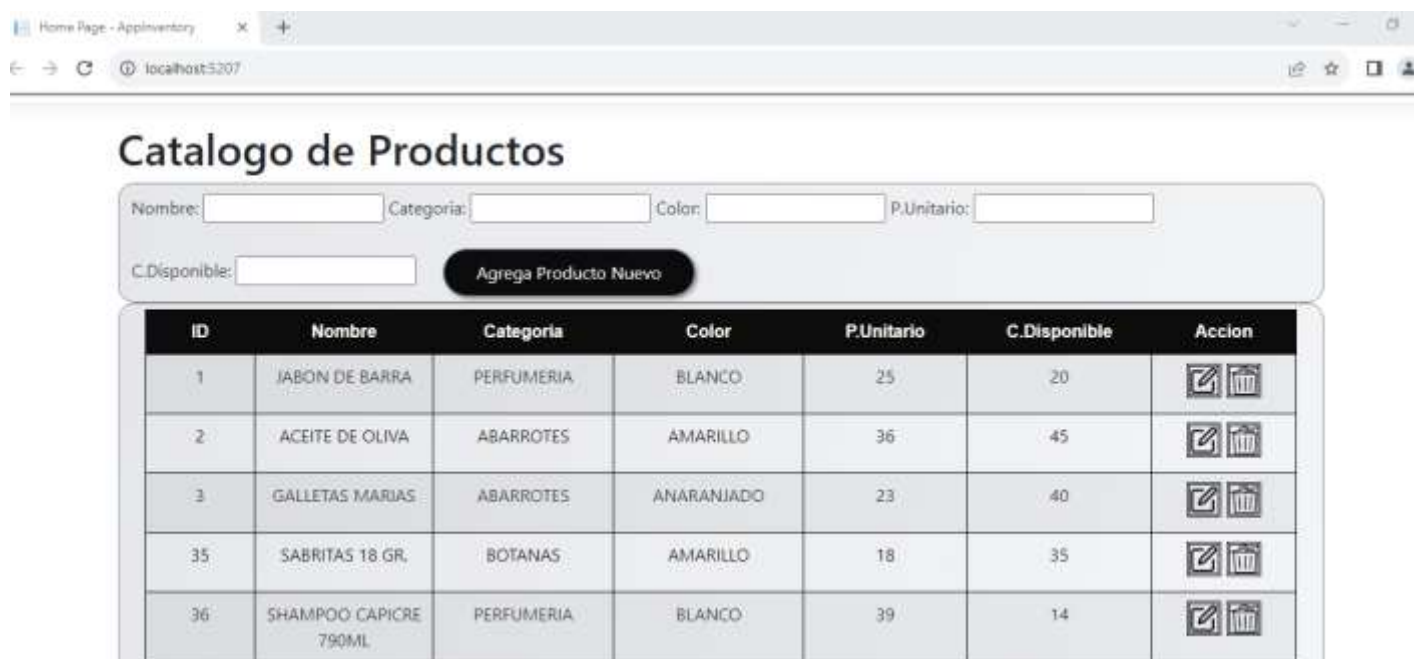 Home Page - AppInventory
localhost:5207
Catalogo de Productos
Nombre: Categoria: Color: P.Unitario:
C.Disponible: Agrega Producto Nuevo
ID Nombre Categoria Color P.Unitario C.Disponible Accion
1 JABON DE BARRA PERFUMERIA BLANCO 25 20
2 ACEITE DE OLIVA ABARROTES AMARILLO 36 45
3 GALLETAS MARIAS ABARROTES ANARANJADO 23 40
35 SABRITAS 18 GR. BOTANAS AMARILLO 18 35
36 SHAMPOO CAPICRE PERFUMERIA BLANCO 39 14
790ML